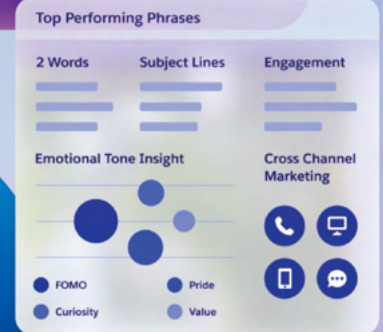 Top Performing Phrases
2 Words Subject Lines Engagement
Emotional Tone Insight
Cross Channel
Marketing
FOMO Pride
Curiosity Value